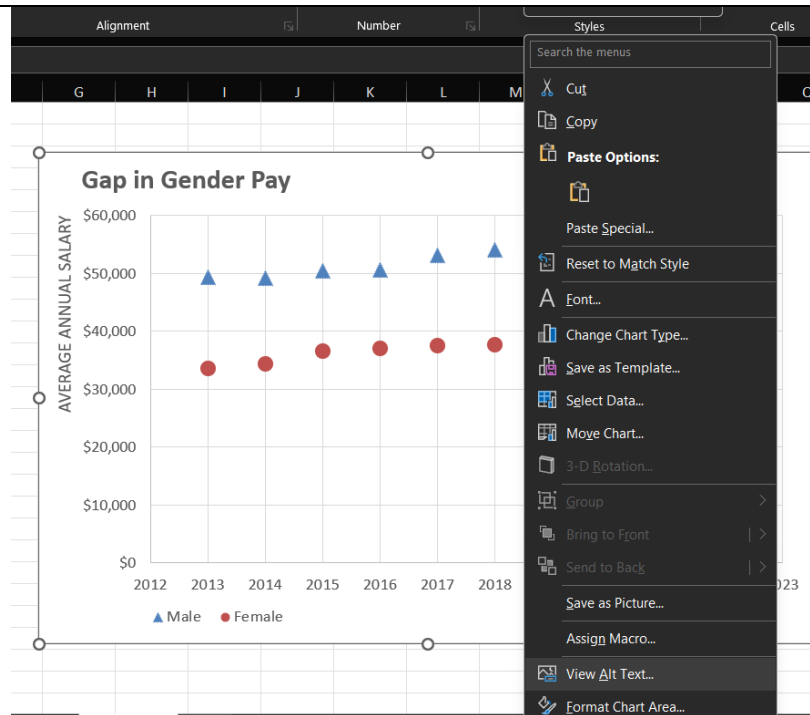 Alignment Number Styles Cells
G H I J K L M
Search the menus
Cut
Copy
Paste Options:
Paste Special...
Reset to Match Style
Font...
Change Chart Type...
Save as Template...
Select Data...
Move Chart...
3-D Rotation...
Group
Bring to Front
Send to Back
Save as Picture...
Assign Macro...
View Alt Text...
Format Chart Area...
Gap in Gender Pay
AVERAGE ANNUAL SALARY
$60,000
$50,000
$40,000
$30,000
$20,000
$10,000
$0
2012 2013 2014 2015 2016 2017 2018
Male Female